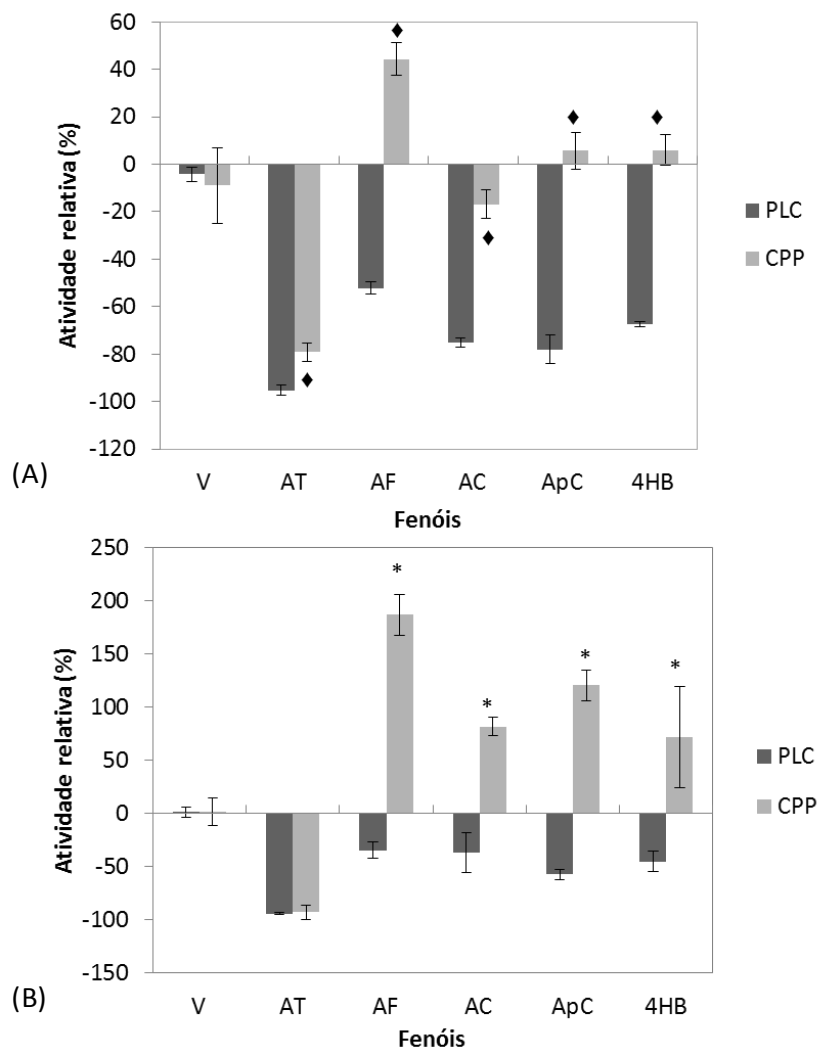 60
40
20
0
-20
-40
-60
-80
-100
-120
Atividade relativa (%)
V AT AF AC ApC 4HB
Fenóis
PLC
CPP
(A)
250
200
150
100
50
0
-50
-100
-150
Atividade relativa (%)
* * * *
V AT AF AC ApC 4HB
Fenóis
PLC
CPP
(B)